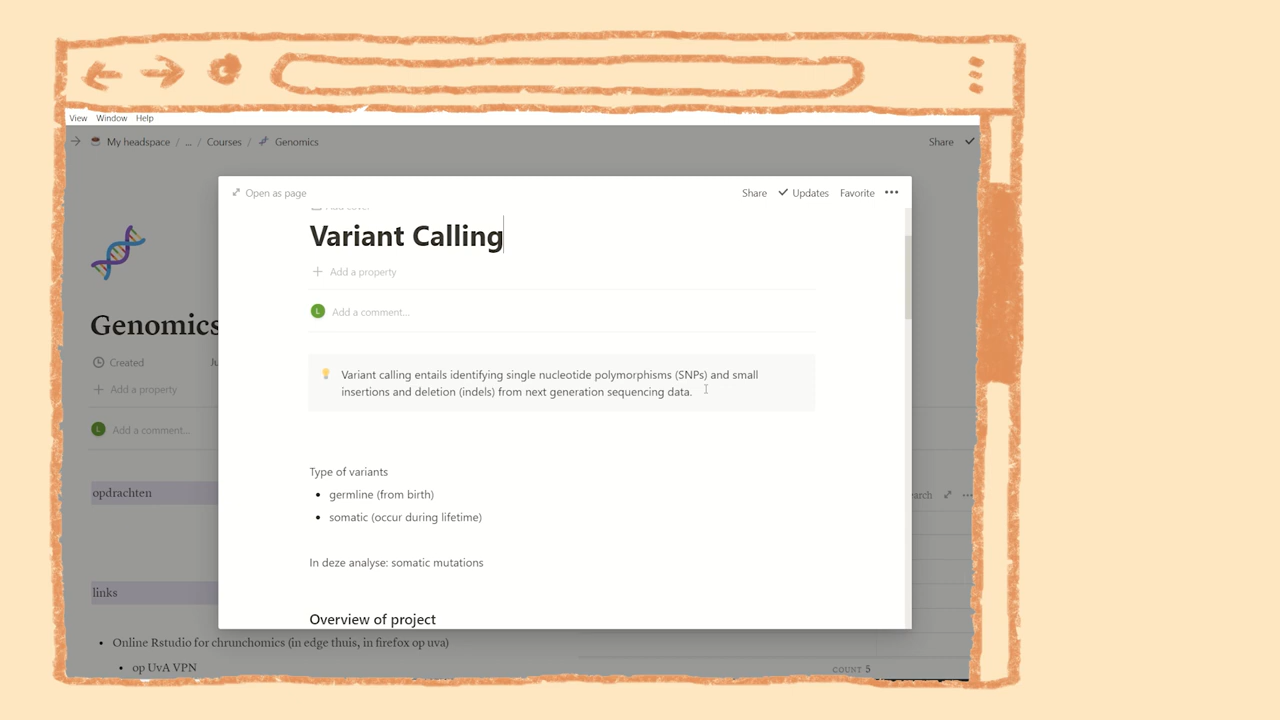 View Window Help
My headspace / ... / Courses / Genomics
Share
Open as page
Share Updates Favorite
Variant Calling
Add a property
L Add a comment...
Variant calling entails identifying single nucleotide polymorphisms (SNPs) and small
insertions and deletion (indels) from next generation sequencing data.
Type of variants
• germline (from birth)
• somatic (occur during lifetime)
In deze analyse: somatic mutations
Overview of project
Genomics
Created
Add a property
L Add a comment...
opdrachten
links
• Online Rstudio for chrunchomics (in edge thuis, in firefox op uva)
• op UvA VPN
COUNT 5